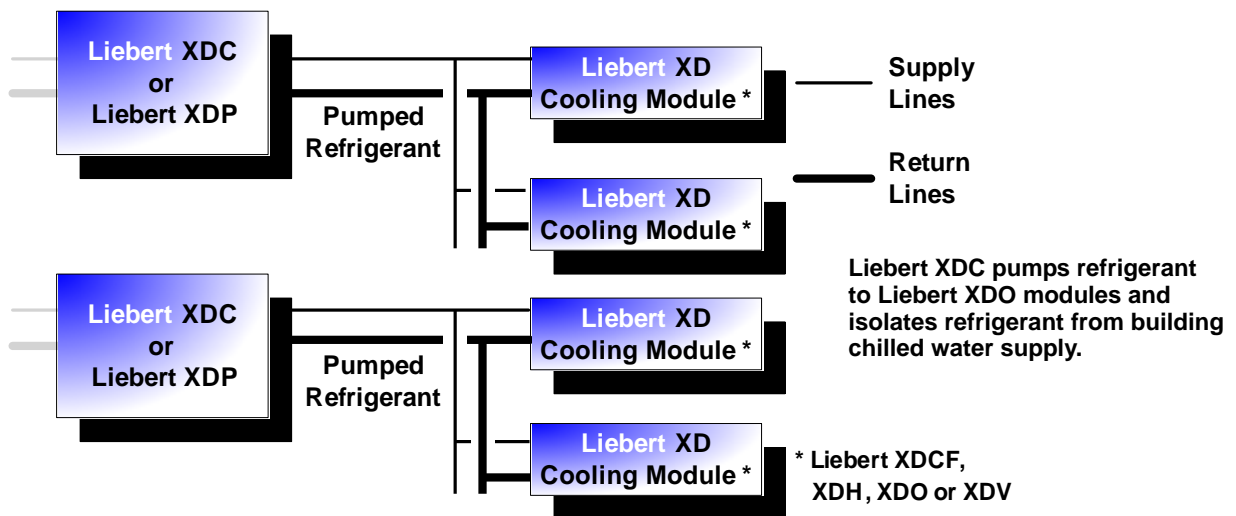 Liebert XDC
or
Liebert XDP
Pumped
Refrigerant
Liebert XD
Cooling Module *
Liebert XD
Cooling Module *
Supply
Lines
Return
Lines
Liebert XDC pumps refrigerant
to Liebert XDO modules and
isolates refrigerant from building
chilled water supply.
Liebert XDC
or
Liebert XDP
Pumped
Refrigerant
Liebert XD
Cooling Module *
Liebert XD
Cooling Module *
* Liebert XDCF,
XDH, XDO or XDV